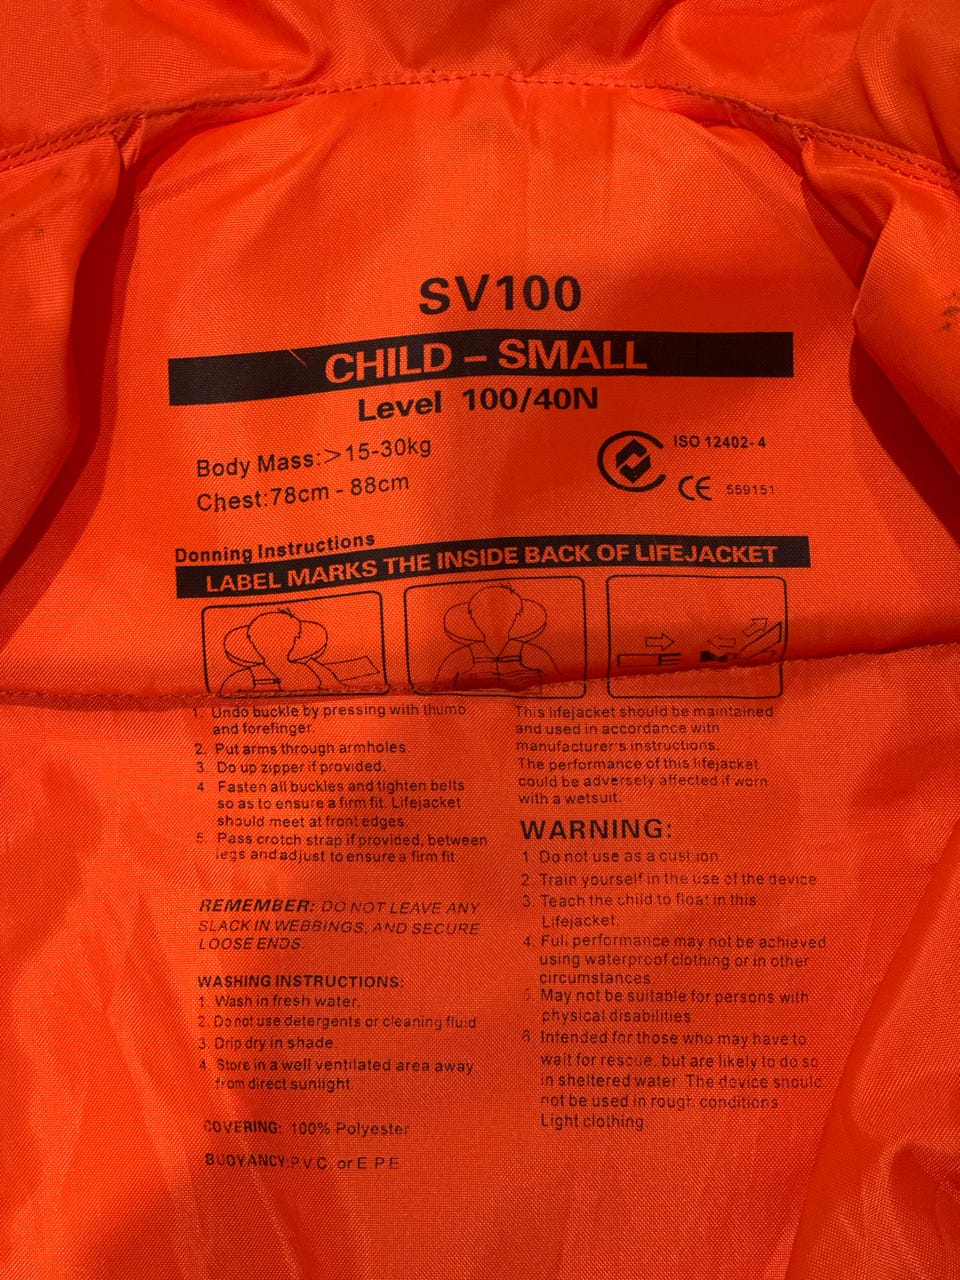 SV100
CHILD – SMALL
Level 100/40N
Body Mass:>15-30kg
Chest:78cm - 88cm
ISO 12402-4
CE 559151
Donning Instructions
LABEL MARKS THE INSIDE BACK OF LIFEJACKET
1. Undo buckle by pressing with thumb
and forefinger.
2. Put arms through armholes.
3. Do up zipper if provided.
4 Fasten all buckles and tighten belts
so as to ensure a firm fit. Lifejacket
should meet at front edges.
5. Pass crotch strap if provided, between
legs and adjust to ensure a firm fit.
REMEMBER: DO NOT LEAVE ANY
SLACK IN WEBBINGS, AND SECURE
LOOSE ENDS.
WASHING INSTRUCTIONS:
1. Wash in fresh water.
2. Do not use detergents or cleaning fluid
3. Drip dry in shade
4. Store in a well ventilated area away
from direct sunlight
COVERING: 100% Polyester
BUOYANCY:P.V.C. or E P E
This lifejacket should be maintained
and used in accordance with
manufacturer's instructions.
The performance of this lifejacket
could be adversely affected if worn
with a wetsuit.
WARNING:
1. Do not use as a cushion.
2. Train yourself in the use of the device
3. Teach the child to float in this
Lifejacket.
4. Full performance may not be achieved
using waterproof clothing or in other
circumstances.
5. May not be suitable for persons with
physical disabilities
6. Intended for those who may have to
wait for rescue, but are likely to do so
in sheltered water. The device should
not be used in rough conditions
Light clothing.